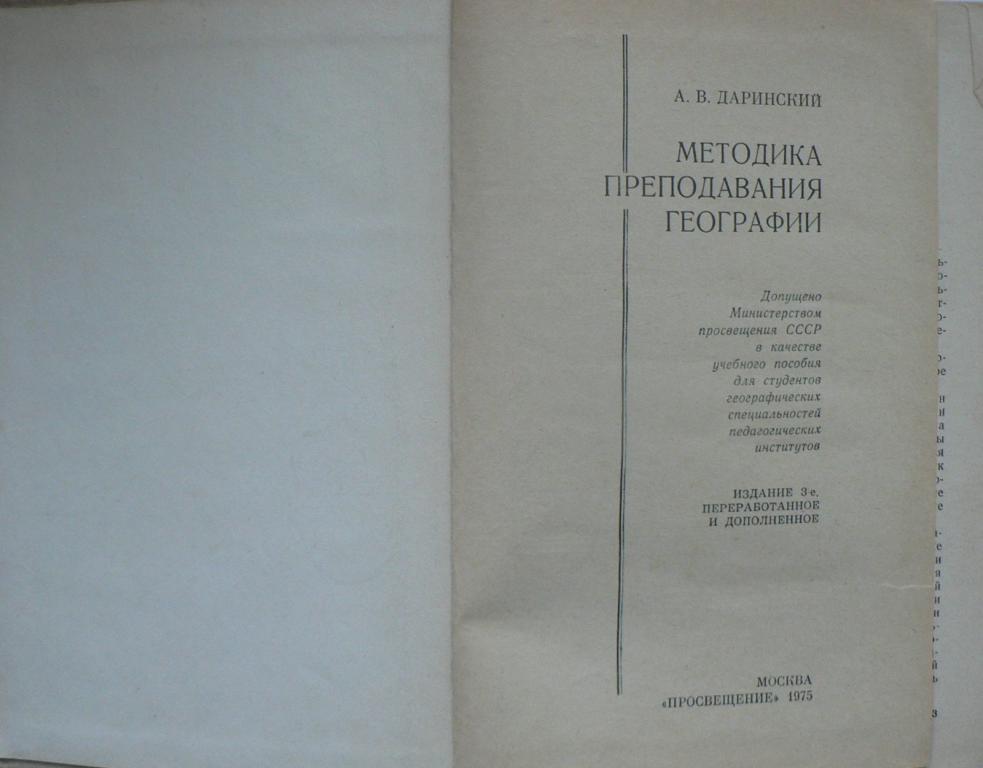 А. В. ДАРИНСКИЙ
МЕТОДИКА
ПРЕПОДАВАНИЯ
ГЕОГРАФИИ
Допущено
Министерством
просвещения СССР
в качестве
учебного пособия
для студентов
географических
специальностей
педагогических
институтов
ИЗДАНИЕ 3-е,
ПЕРЕРАБОТАННОЕ
И ДОПОЛНЕННОЕ
МОСКВА
«ПРОСВЕЩЕНИЕ» 1975